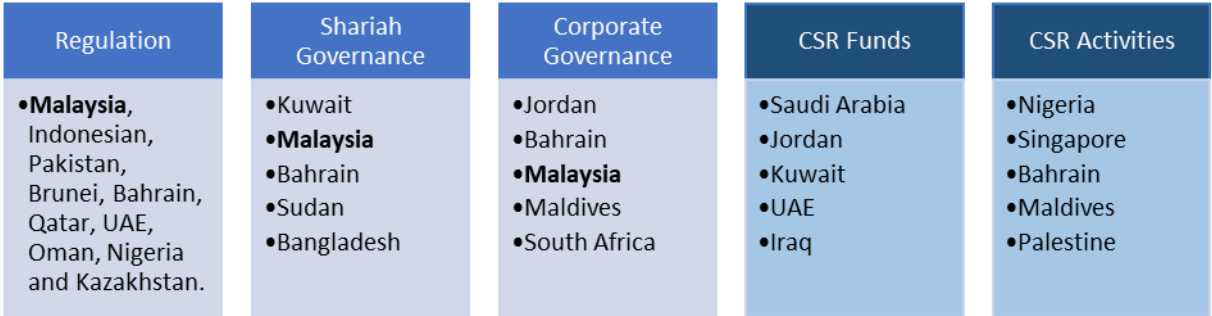 Regulation
•Malaysia,
Indonesian,
Pakistan,
Brunei, Bahrain,
Qatar, UAE,
Oman, Nigeria
and Kazakhstan.
Shariah
Governance
•Kuwait
•Malaysia
•Bahrain
•Sudan
•Bangladesh
Corporate
Governance
•Jordan
•Bahrain
•Malaysia
•Maldives
•South Africa
CSR Funds
•Saudi Arabia
•Jordan
•Kuwait
•UAE
•Iraq
CSR Activities
•Nigeria
•Singapore
•Bahrain
•Maldives
•Palestine